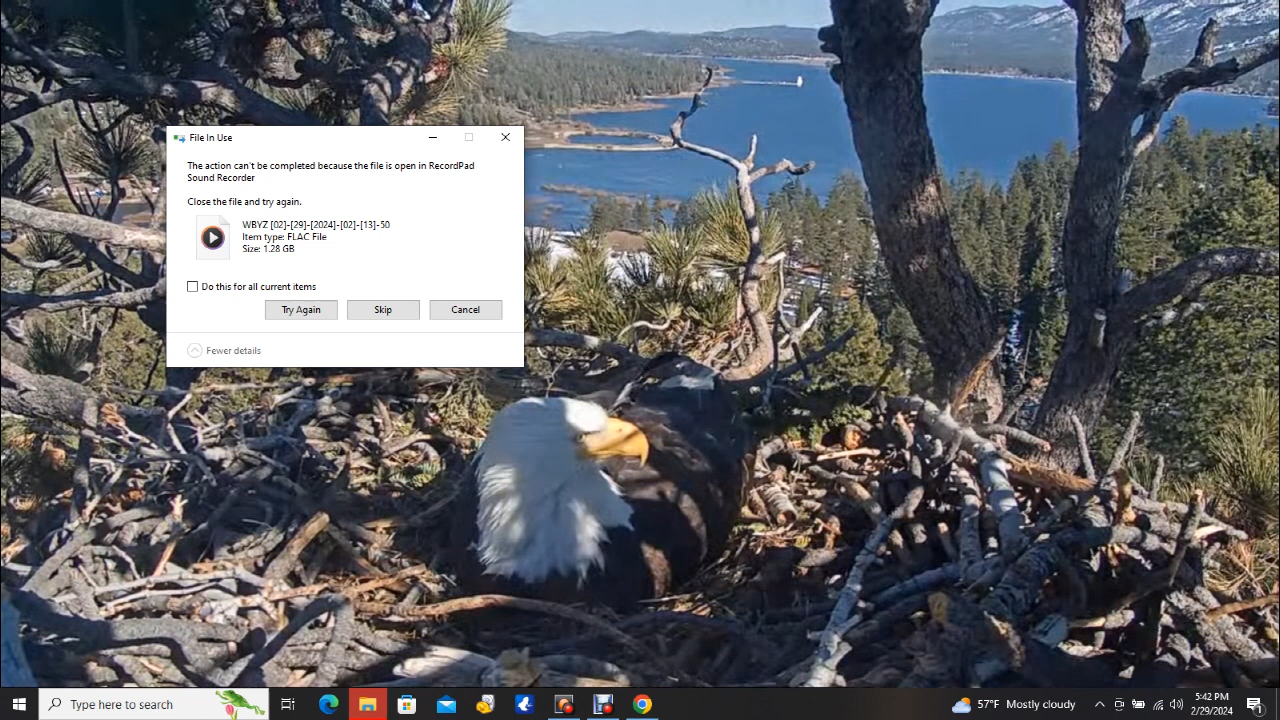 File In Use
The action can't be completed because the file is open in RecordPad
Sound Recorder
Close the file and try again.
WBYZ [02]-[29]-[2024]-[02]-[13]-50
Item type: FLAC File
Size: 1.28 GB
Do this for all current items
Try Again Skip Cancel
Fewer details
Type here to search
57°F Mostly cloudy
5:42 PM
2/29/2024
1